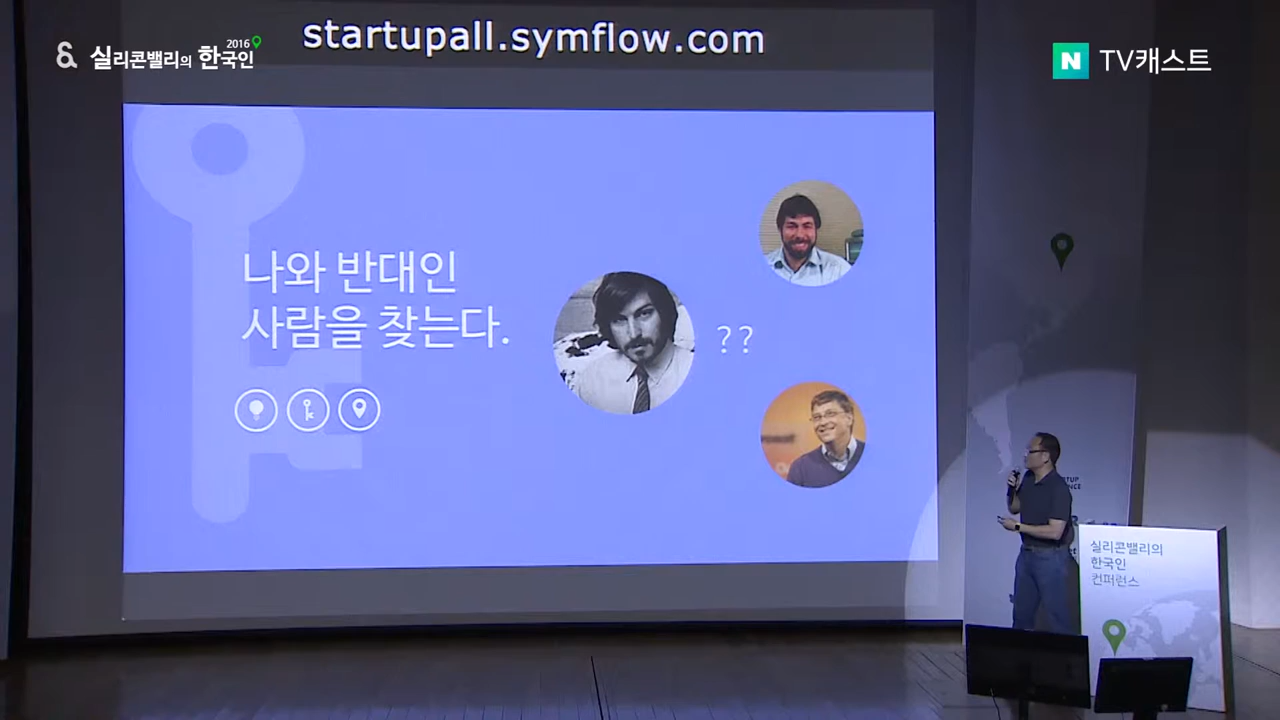 startupall.symflow.com
& 실리콘밸리의 한국인
2016
N TV캐스트
나와 반대인
사람을 찾는다.
??
실리콘밸리의
한국인
컨퍼런스